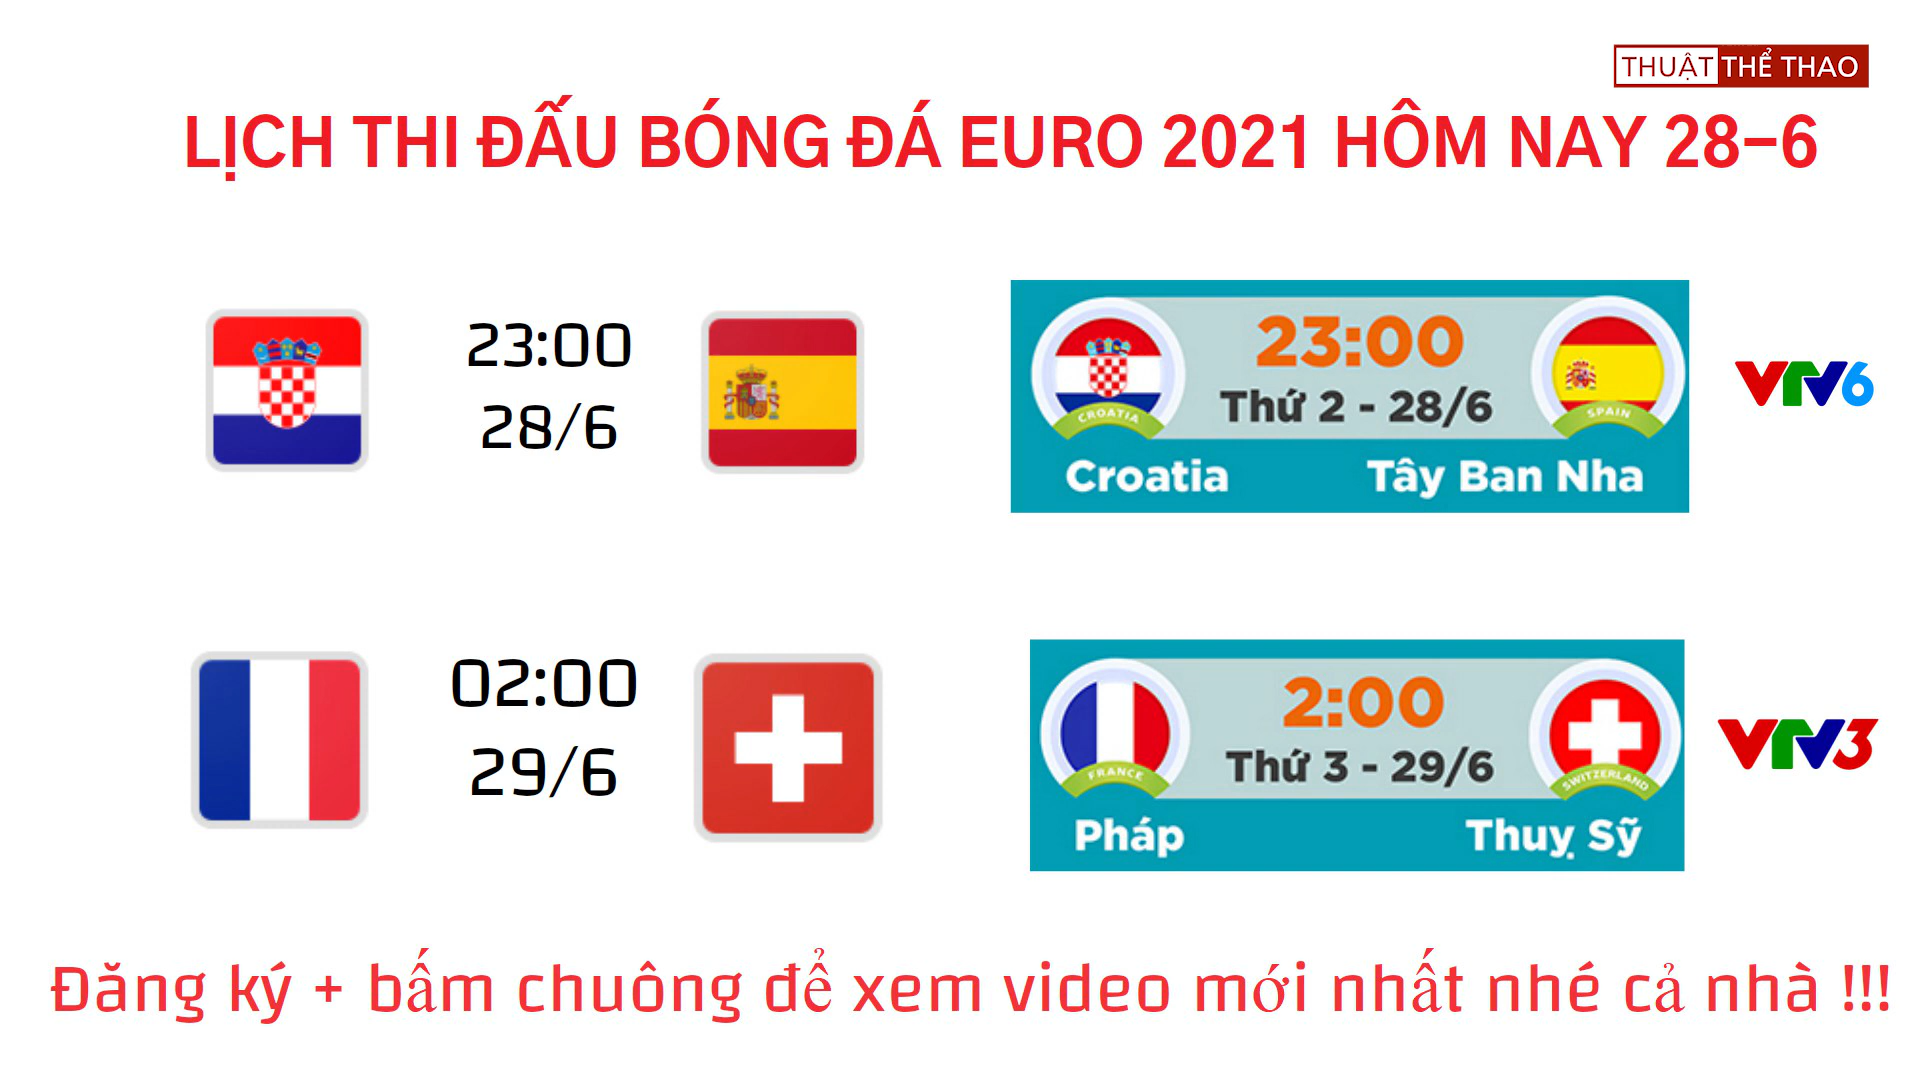 THUẬT THỂ THAO
LỊCH THI ĐẤU BÓNG ĐÁ EURO 2021 HÔM NAY 28-6
23:00
28/6
23:00
Thứ 2 - 28/6
CROATIA
SPAIN
Croatia
Tây Ban Nha
VTV6
02:00
29/6
2:00
Thứ 3 - 29/6
FRANCE
SWITZERLAND
Pháp
Thuỵ Sỹ
VTV3
Đăng ký + bấm chuông để xem video mới nhất nhé cả nhà !!!